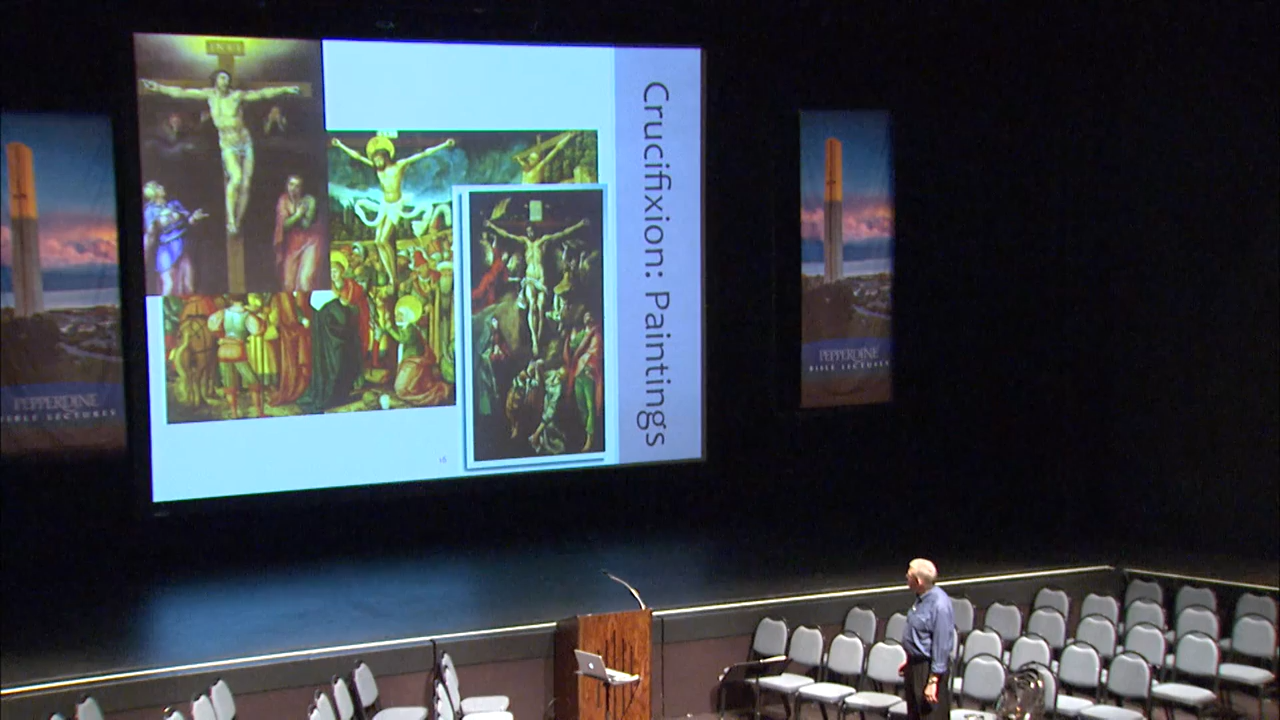 INRI
Crucifixion: Paintings
PEPPERDINE
BIBLE LECTURES
PEPPERDINE
BIBLE LECTURES